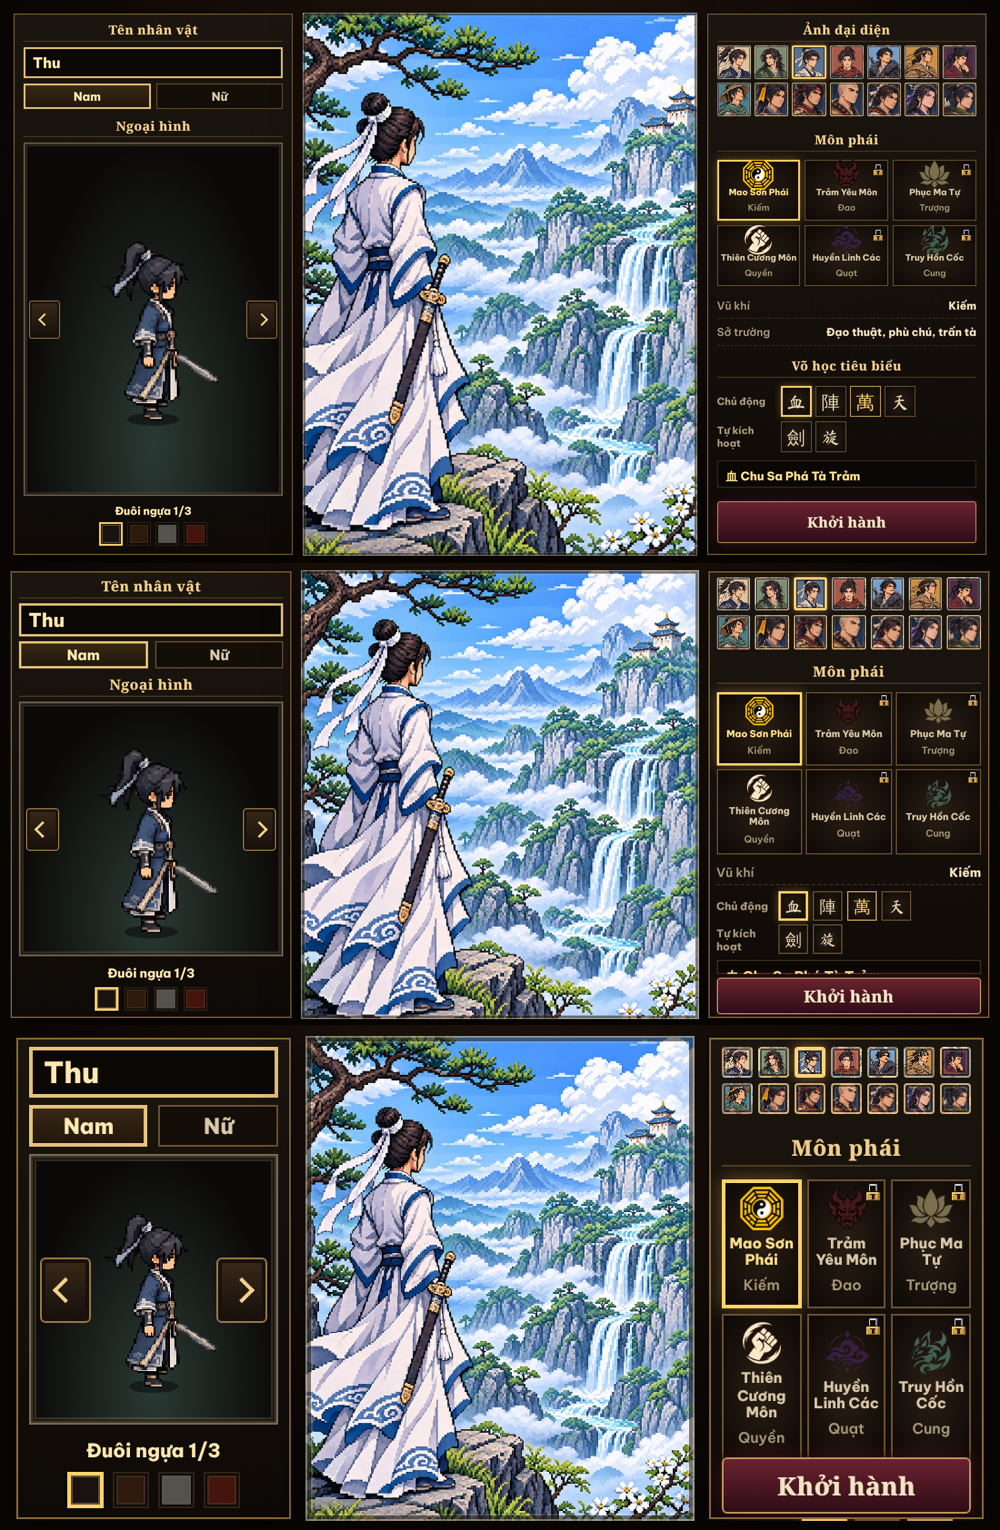 Tên nhân vật
Thu
Nam
Nữ
Ngoại hình
Đuôi ngựa 1/3
Ảnh đại diện
Môn phái
Mao Sơn Phái
Kiếm
Trảm Yêu Môn
Đao
Phục Ma Tự
Trượng
Thiên Cương Môn
Quyền
Huyền Linh Các
Quạt
Truy Hồn Cốc
Cung
Vũ khí
Kiếm
Sở trường
Đạo thuật, phù chú, trấn tà
Võ học tiêu biểu
Chủ động
血 陣 萬 天
Tự kích
hoạt
劍 旋
血 Chu Sa Phá Tà Trảm
Khởi hành
Tên nhân vật
Thu
Nam
Nữ
Ngoại hình
Đuôi ngựa 1/3
Môn phái
Mao Sơn Phái
Kiếm
Trảm Yêu Môn
Đao
Phục Ma Tự
Trượng
Thiên Cương
Môn
Quyền
Huyền Linh Các
Quạt
Truy Hồn Cốc
Cung
Vũ khí
Kiếm
Chủ động
血 陣 萬 天
Tự kích
hoạt
劍 旋
Khởi hành
Thu
Nam
Nữ
Đuôi ngựa 1/3
Môn phái
Mao Sơn
Phái
Kiếm
Trảm
Yêu Môn
Đao
Phục Ma
Tự
Trượng
Thiên
Cương
Môn
Quyền
Huyền
Linh Các
Quạt
Truy Hồn
Cốc
Cung
Khởi hành